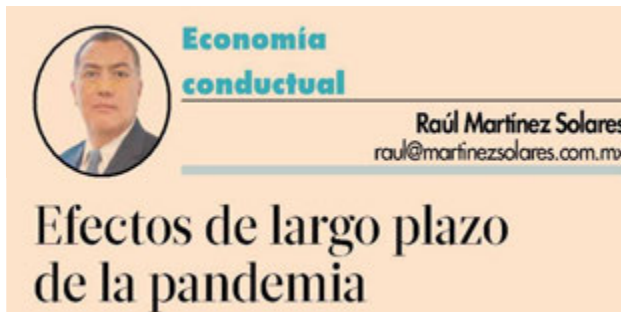 Economía
conductual
Raúl Martínez Solares
raul@martinezsolares.com.mx
Efectos de largo plazo
de la pandemia